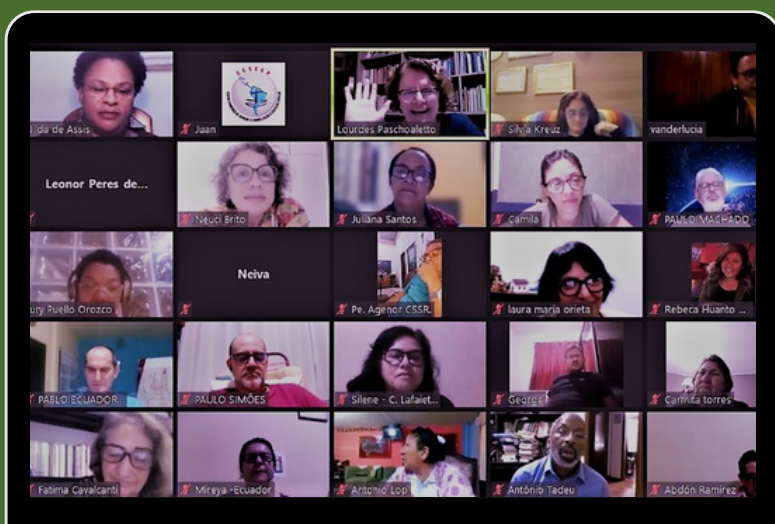 da de Assis
CESEEP
Juan
Lourdes Paschoaletto
Silvia Kreuz
vanderlucia
Leonor Peres de...
Neuci Brito
Juliana Santos
Camila
PAULO MACHADO
ury Puello Orozco
Neiva
Pe. Agenor CSSR.
laura maria orieta
Rebeca Huanto ...
PABLO ECUADOR...
PAULO SIMÕES
Silene - C. Lafaiet...
George
Carmita torres
Fatima Cavalcanti
Mireya -Ecuador
Antonio Lop
Antônio Tadeu
Abdón Ramírez